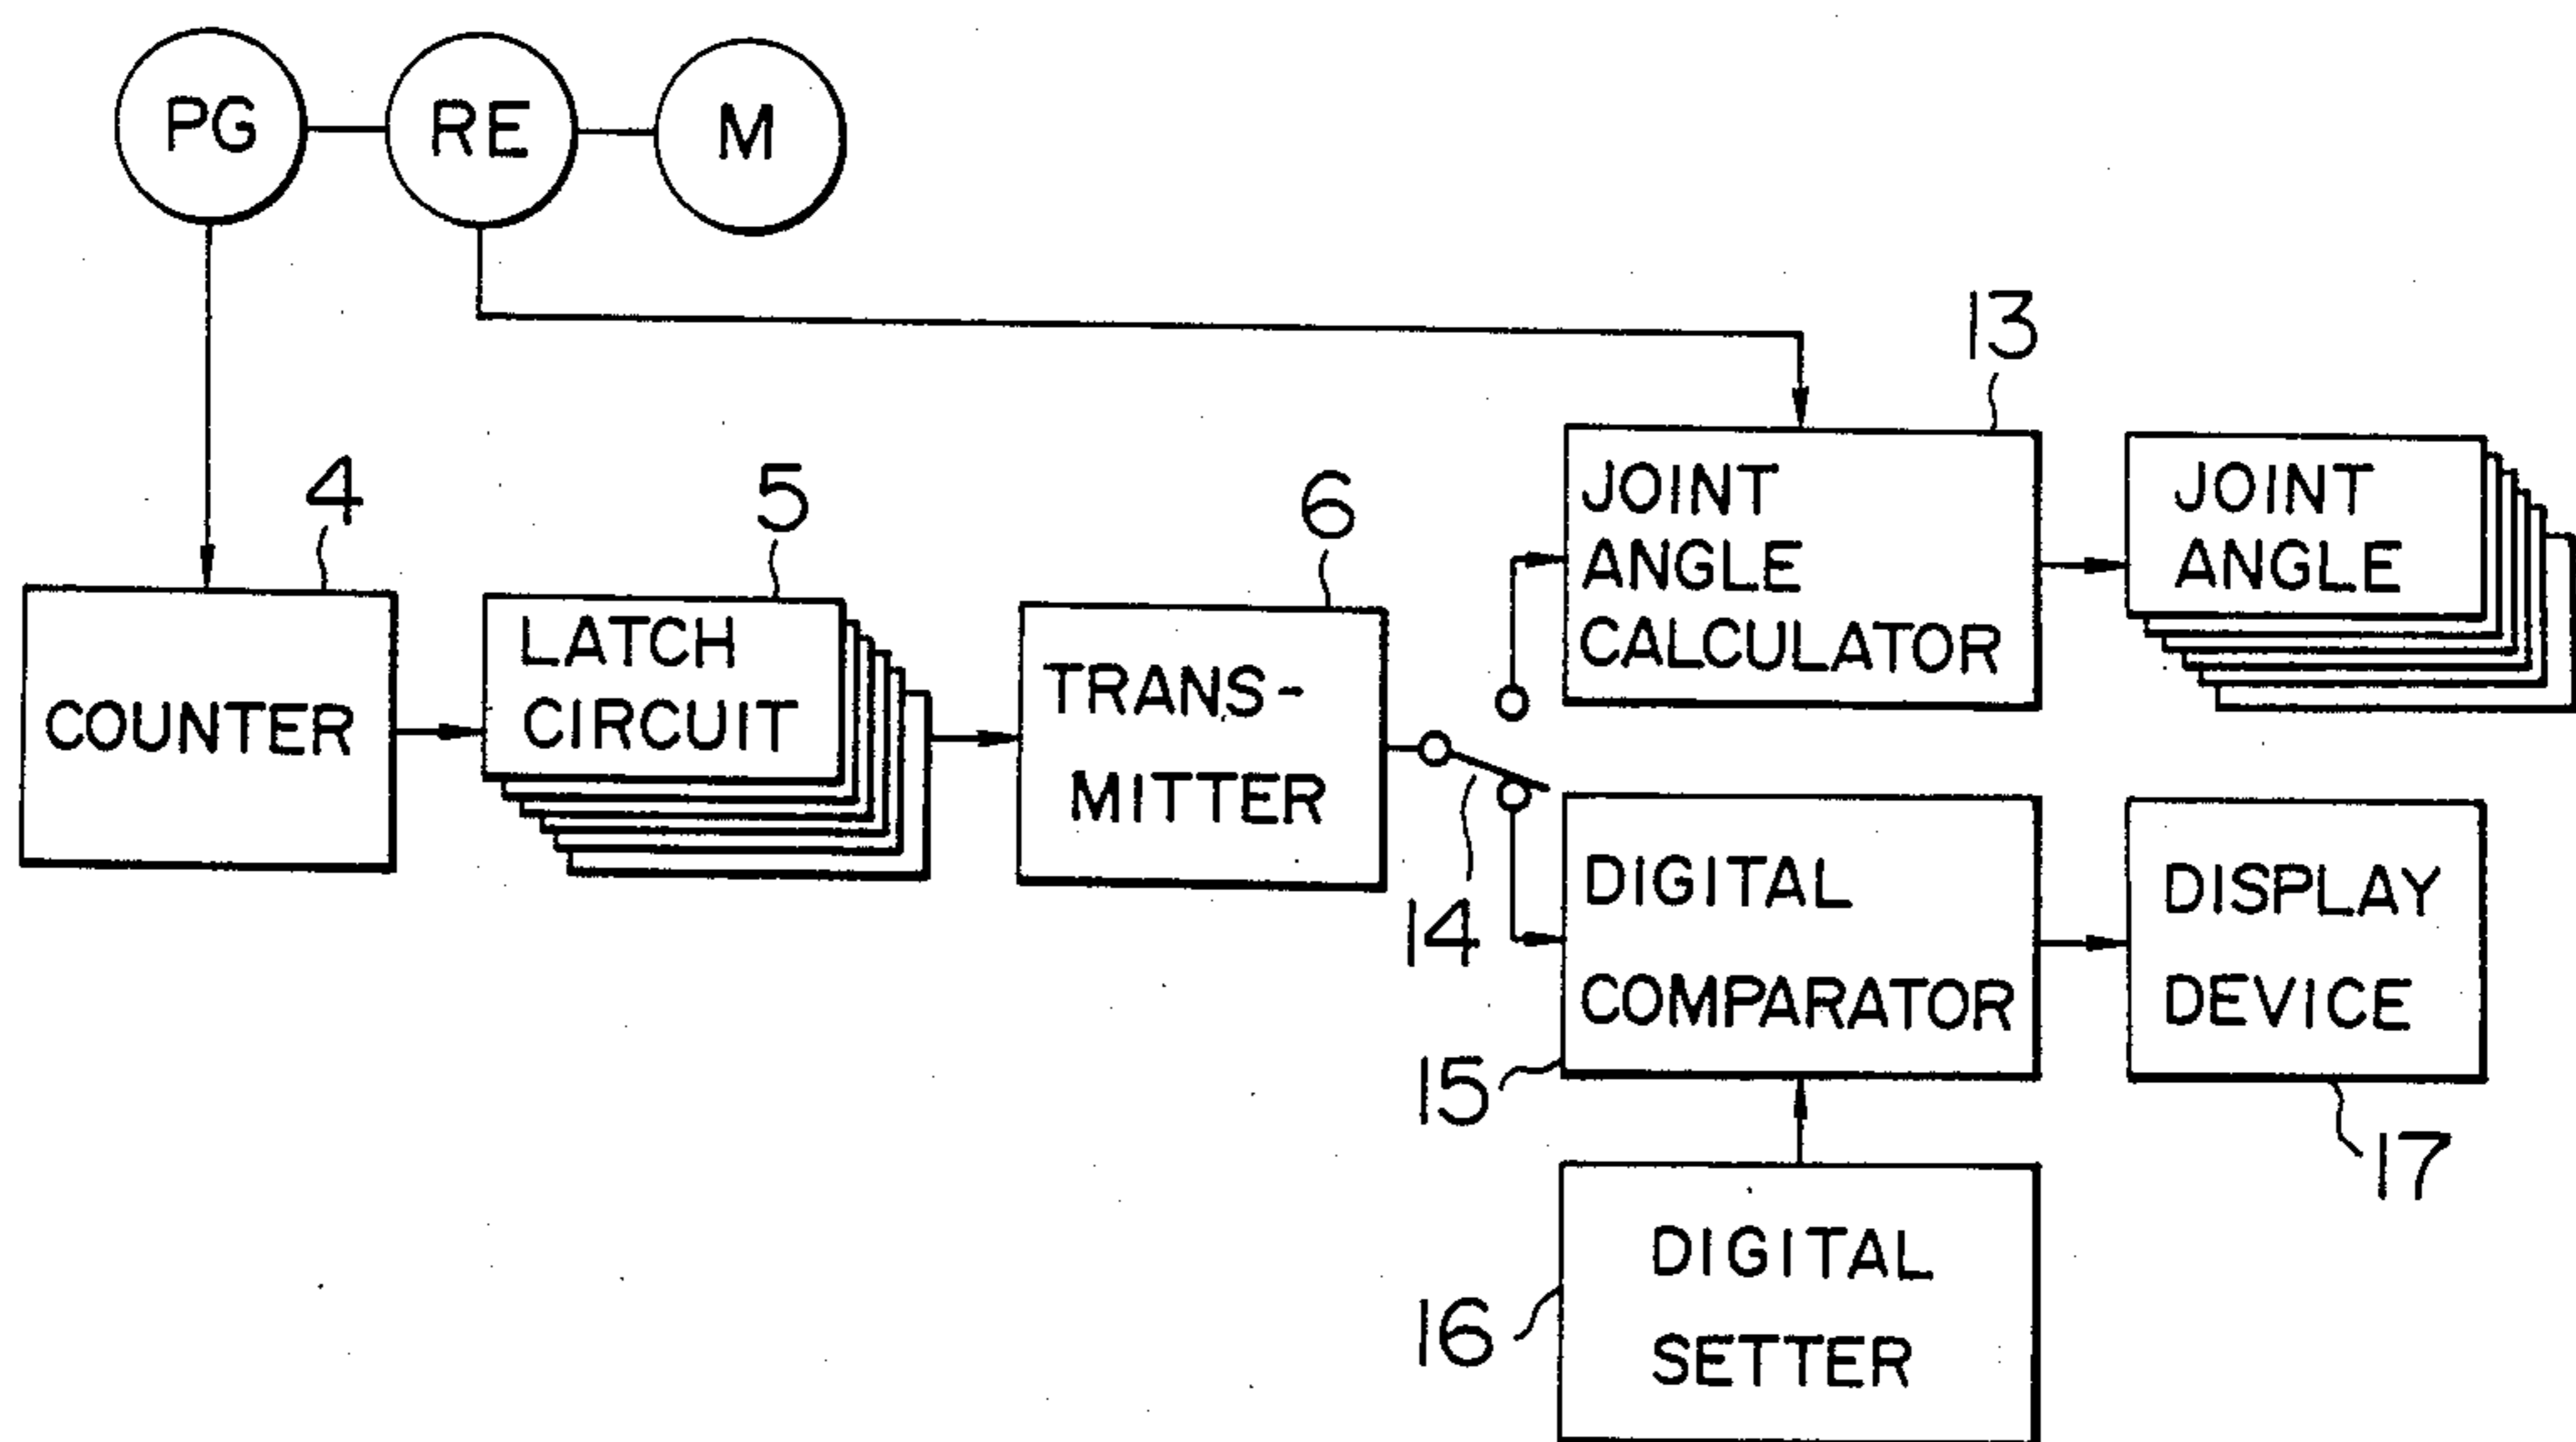 PG
RE
M
13
4
5
6
JOINT
ANGLE
CALCULATOR
JOINT
ANGLE
COUNTER
LATCH
CIRCUIT
TRANS-
MITTER
14
DIGITAL
COMPARATOR
15
DISPLAY
DEVICE
17
DIGITAL
SETTER
16